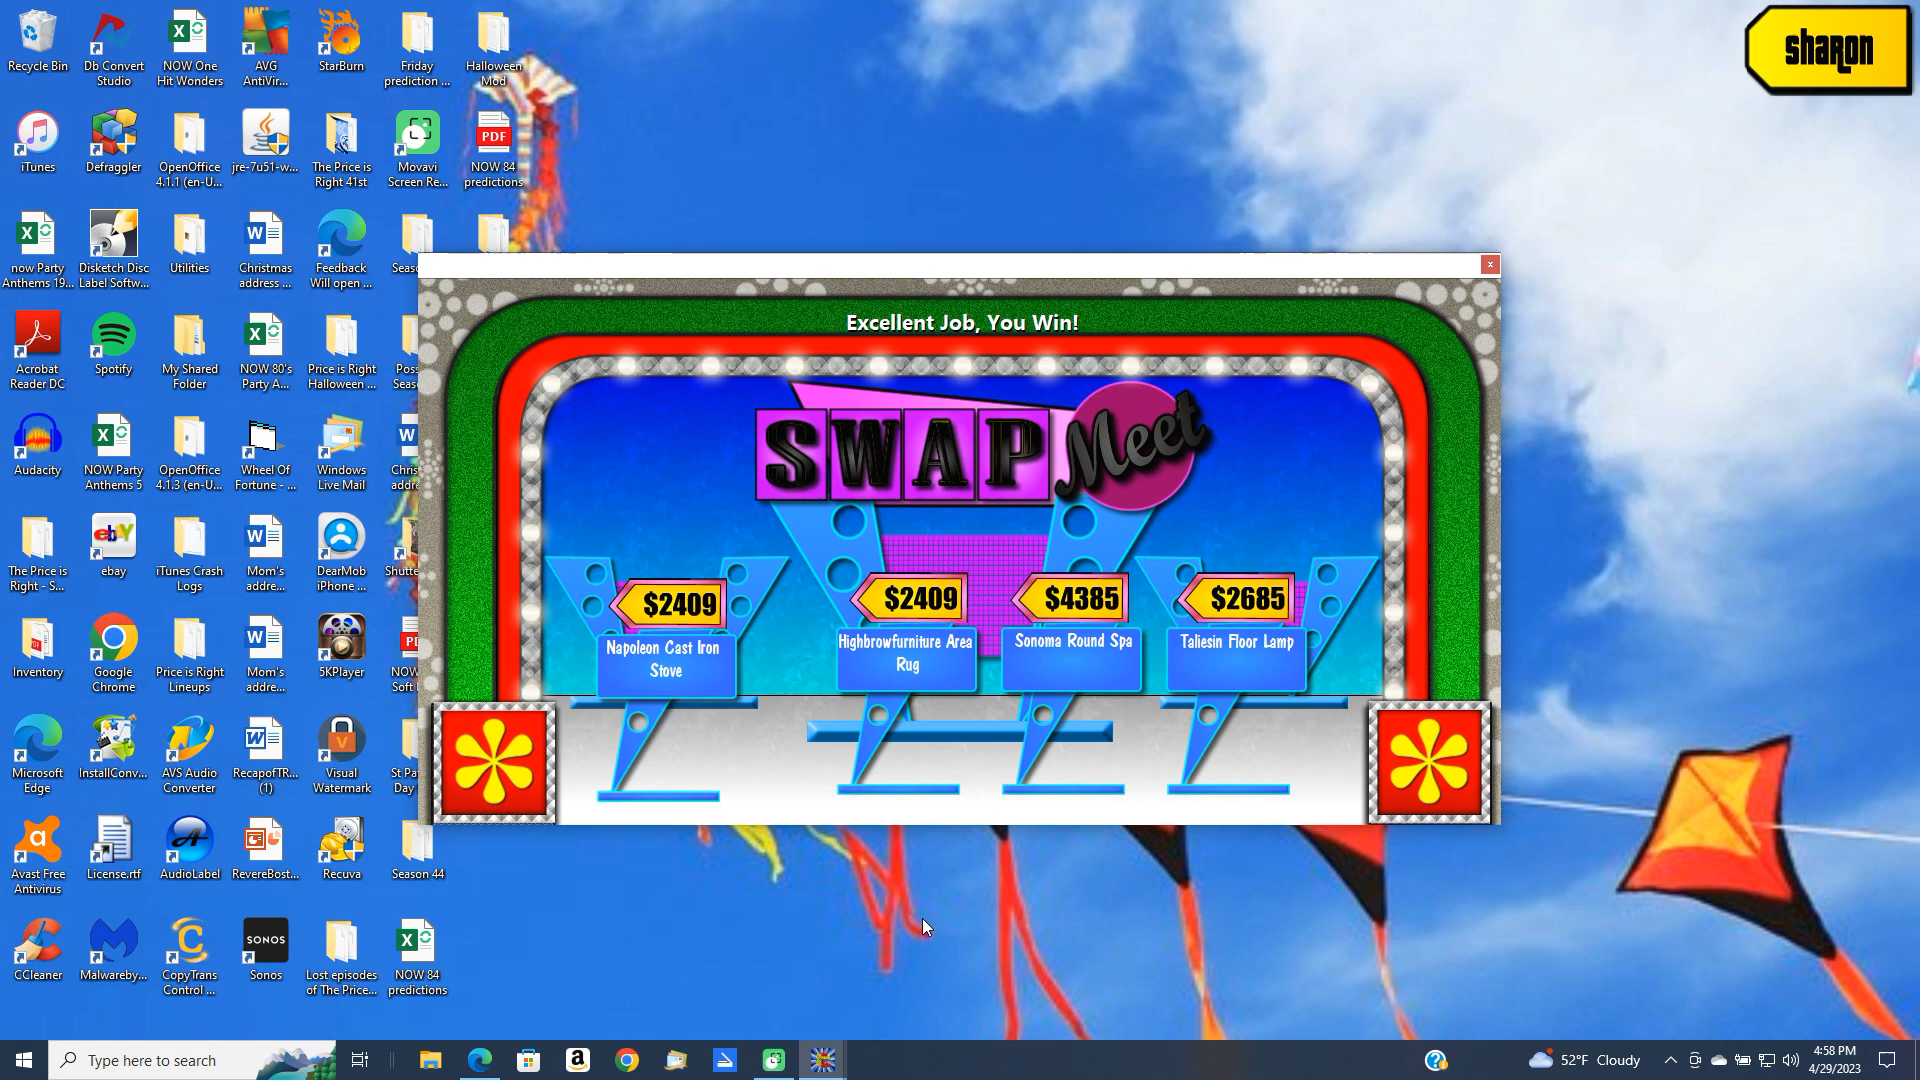 Recycle Bin
Db Convert
Studio
NOW One
Hit Wonders
AVG
AntiVir...
StarBurn
Friday
prediction ...
Halloween
Mod
sharon
iTunes
Defraggler
OpenOffice
4.1.1 (en-U...
jre-7u51-w...
The Price is
Right 41st
Movavi
Screen Re...
PDF
NOW 84
predictions
now Party
Anthems 19...
Disketch Disc
Label Softw...
Utilities
Christmas
address ...
Feedback
Will open ...
Acrobat
Reader DC
Spotify
My Shared
Folder
NOW 80's
Party A...
Price is Right
Halloween ...
Audacity
NOW Party
Anthems 5
OpenOffice
4.1.3 (en-U...
Wheel Of
Fortune - ...
Windows
Live Mail
The Price is
Right - S...
ebay
iTunes Crash
Logs
Mom's
addre...
DearMob
iPhone ...
Inventory
Google
Chrome
Price is Right
Lineups
Mom's
addre...
5KPlayer
Microsoft
Edge
InstallConv...
AVS Audio
Converter
RecapofTR...
(1)
Visual
Watermark
St Pa
Day
Avast Free
Antivirus
License.rtf
AudioLabel
RevereBost...
Recuva
Season 44
CCleaner
Malwareby...
CopyTrans
Control ...
SONOS
Sonos
Lost episodes
of The Price...
NOW 84
predictions
Excellent Job, You Win!
SWAP Meet
$2409
$2409
$4385
$2685
Napoleon Cast Iron
Stove
Highbrowfurniture Area
Rug
Sonoma Round Spa
Taliesin Floor Lamp
Type here to search
52°F Cloudy
4:58 PM
4/29/2023